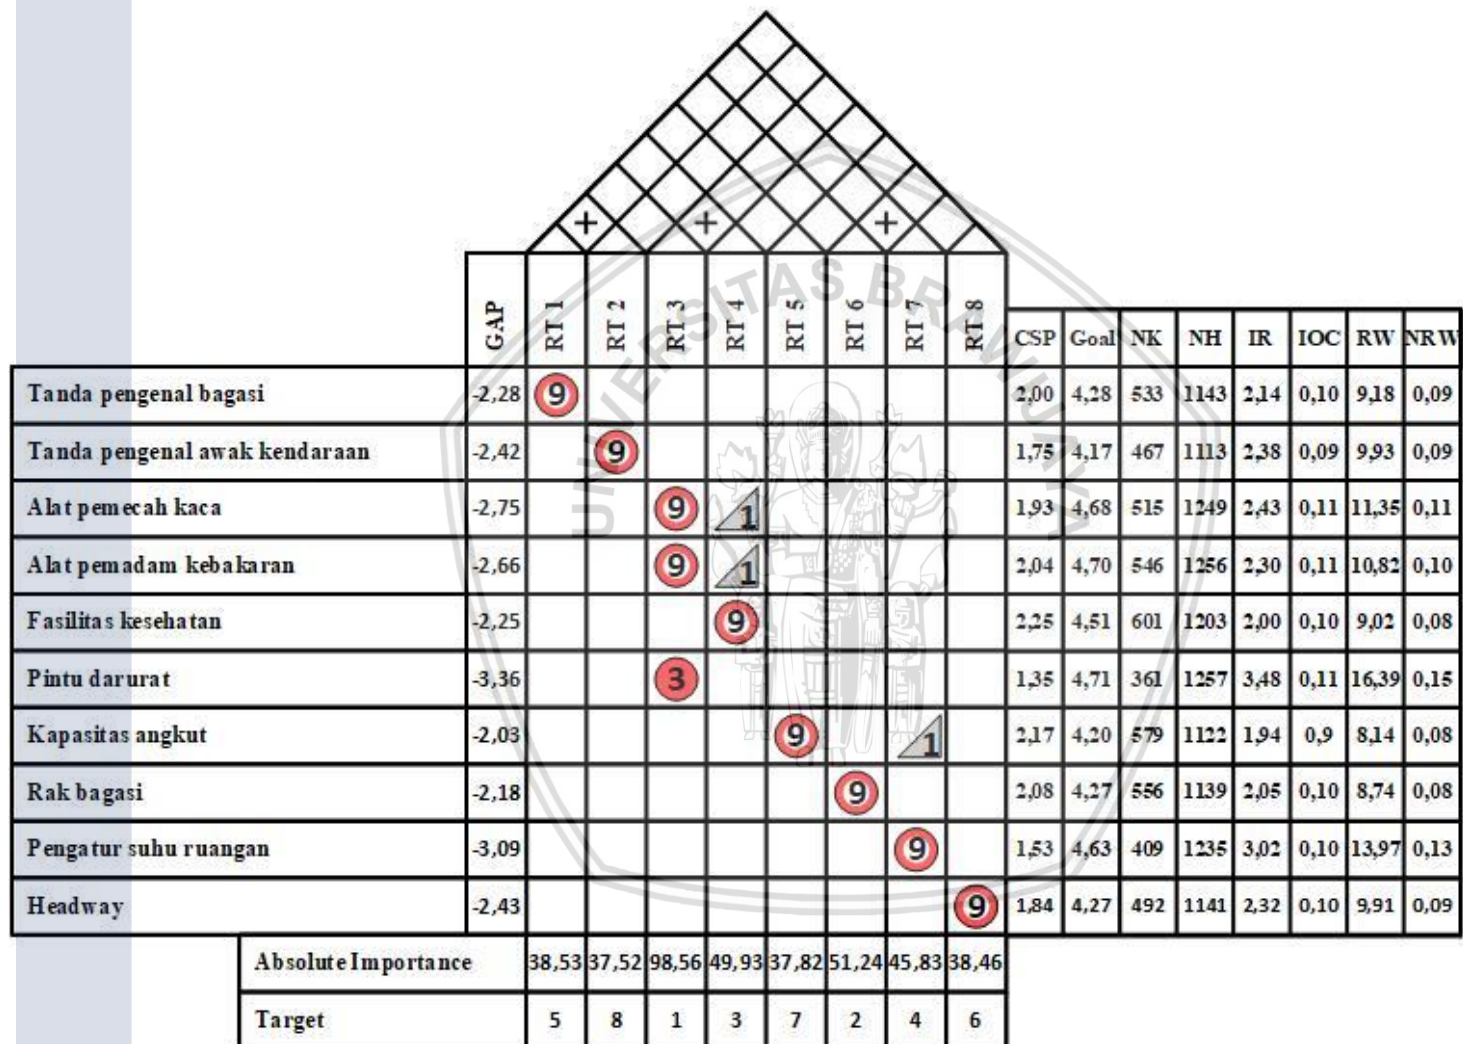 + + +
GAP RT 1 RT 2 RT 3 RT 4 RT 5 RT 6 RT 7 RT 8 CSP Goal NK NH IR IOC RW NRW
Tanda pengenal bagasi -2,28 9 2,00 4,28 533 1143 2,14 0,10 9,18 0,09
Tanda pengenal awak kendaraan -2,42 9 1,75 4,17 467 1113 2,38 0,09 9,93 0,09
Alat pemecah kaca -2,75 9 1 1,93 4,68 515 1249 2,43 0,11 11,35 0,11
Alat pemadam kebakaran -2,66 9 1 2,04 4,70 546 1256 2,30 0,11 10,82 0,10
Fasilitas kesehatan -2,25 9 2,25 4,51 601 1203 2,00 0,10 9,02 0,08
Pintu darurat -3,36 3 1,35 4,71 361 1257 3,48 0,11 16,39 0,15
Kapasitas angkut -2,03 9 1 2,17 4,20 579 1122 1,94 0,9 8,14 0,08
Rak bagasi -2,18 9 2,08 4,27 556 1139 2,05 0,10 8,74 0,08
Pengatur suhu ruangan -3,09 9 1,53 4,63 409 1235 3,02 0,10 13,97 0,13
Headway -2,43 9 1,84 4,27 492 1141 2,32 0,10 9,91 0,09
Absolute Importance 38,53 37,52 98,56 49,93 37,82 51,24 45,83 38,46
Target 5 8 1 3 7 2 4 6
UNIVERSITAS BRAWIJAYA